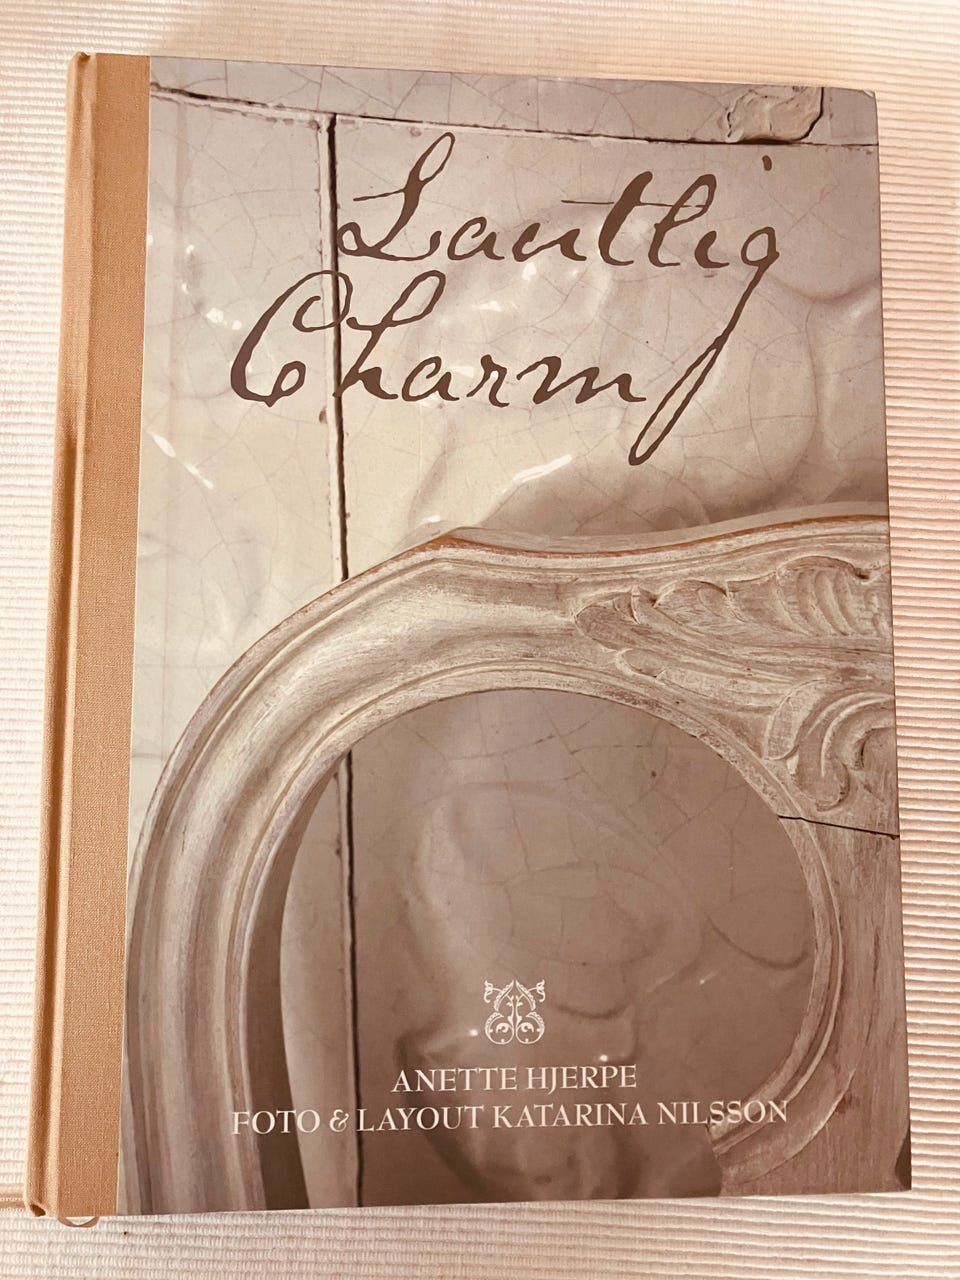 Lantlig
Charm
ANETTE HJERPE
FOTO & LAYOUT KATARINA NILSSON